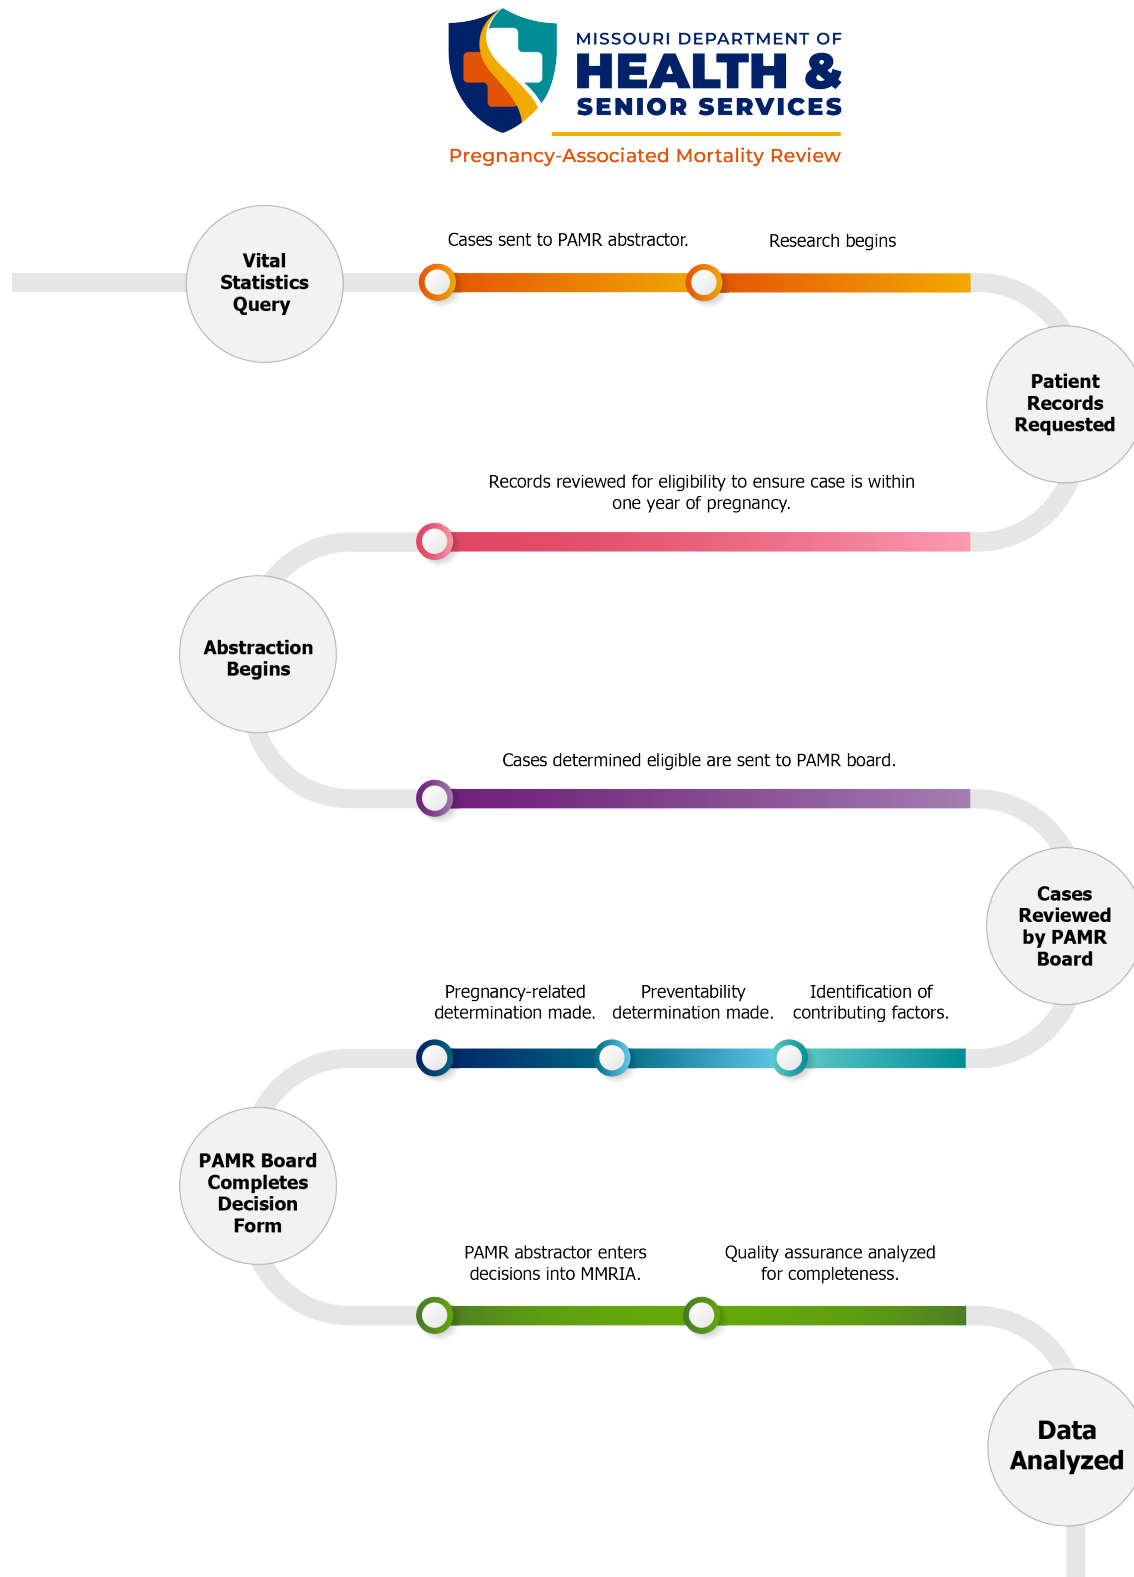 MISSOURI DEPARTMENT OF
HEALTH &
SENIOR SERVICES
Pregnancy-Associated Mortality Review
Vital
Statistics
Query
Cases sent to PAMR abstractor.
Research begins
Patient
Records
Requested
Records reviewed for eligibility to ensure case is within
one year of pregnancy.
Abstraction
Begins
Cases determined eligible are sent to PAMR board.
Cases
Reviewed
by PAMR
Board
Pregnancy-related
determination made.
Preventability
determination made.
Identification of
contributing factors.
PAMR Board
Completes
Decision
Form
PAMR abstractor enters
decisions into MMRIA.
Quality assurance analyzed
for completeness.
Data
Analyzed